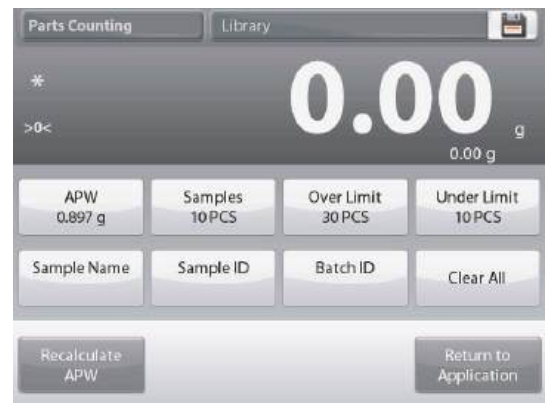 Parts Counting Library
*
0.00 g
>0<
0.00 g
APW Samples Over Limit Under Limit
0.897 g 10 PCS 30 PCS 10 PCS
Sample Name Sample ID Batch ID Clear All
Recalculate Return to
APW Application